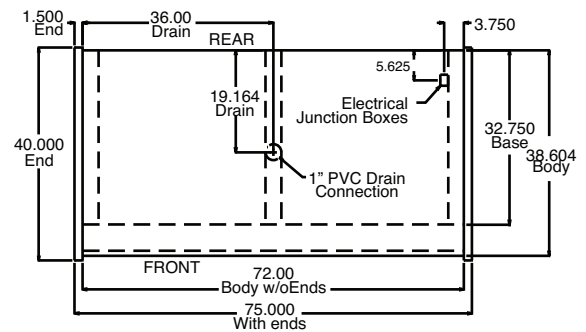 1.500
End
36.00
Drain
REAR
3.750
5.625
19.164
Drain
Electrical
Junction Boxes
40.000
End
32.750
Base
38.604
Body
1” PVC Drain
Connection
FRONT
72.00
Body w/oEnds
75.000
With ends